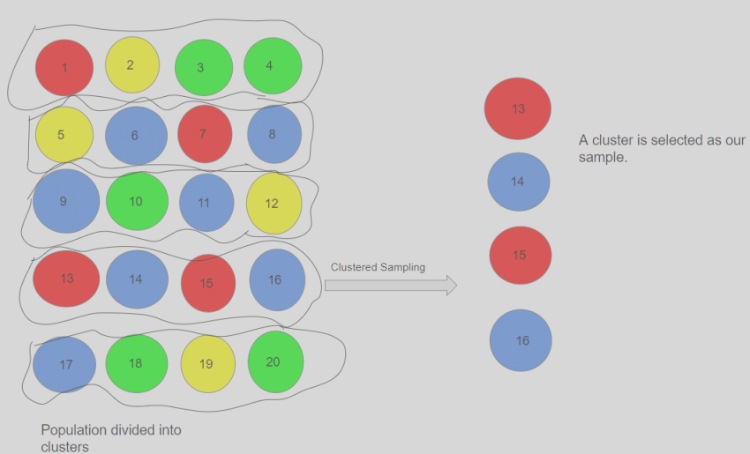 1 2 3 4
5 6 7 8
9 10 11 12
13 14 15 16
17 18 19 20
Population divided into
clusters
Clustered Sampling
13
14
15
16
A cluster is selected as our
sample.